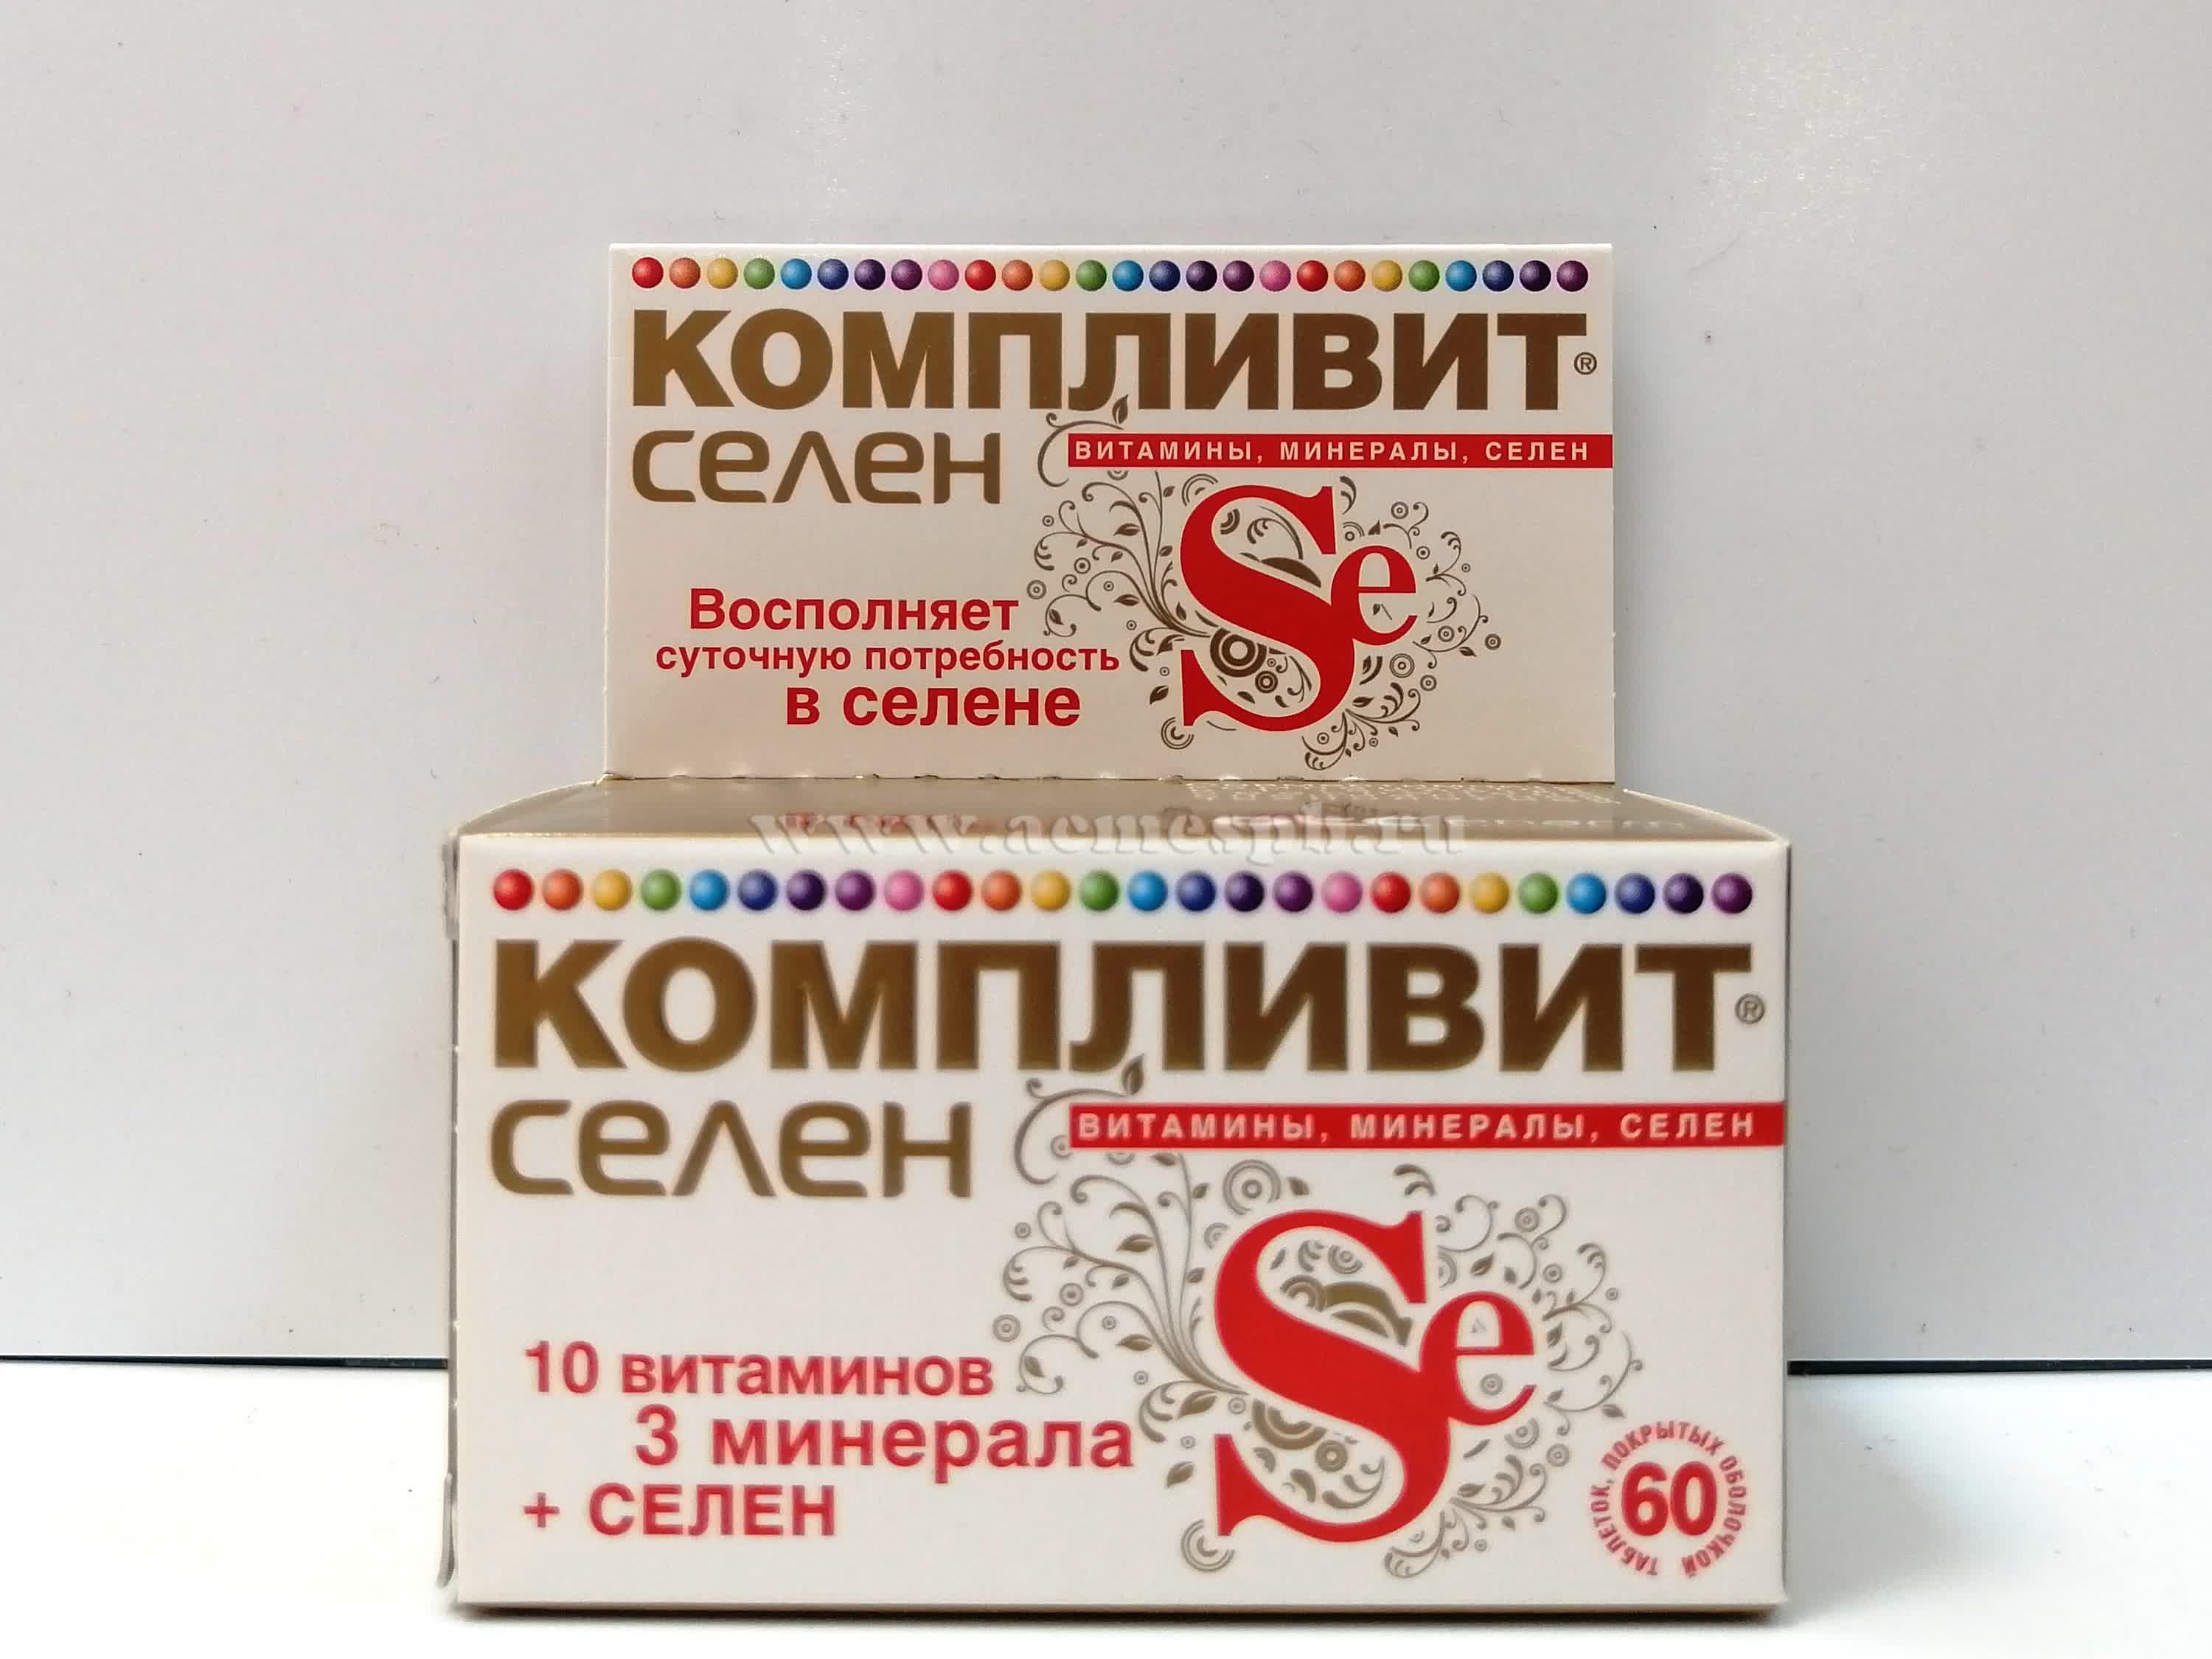 КОМПЛИВИТ®
селен
ВИТАМИНЫ, МИНЕРАЛЫ, СЕЛЕН
Se
Восполняет
суточную потребность
в селене
www.acmespb.ru
КОМПЛИВИТ®
селен
ВИТАМИНЫ, МИНЕРАЛЫ, СЕЛЕН
Se
10 витаминов
3 минерала
+ СЕЛЕН
60
ТАБЛЕТОК, ПОКРЫТЫХ ОБОЛОЧКОЙ